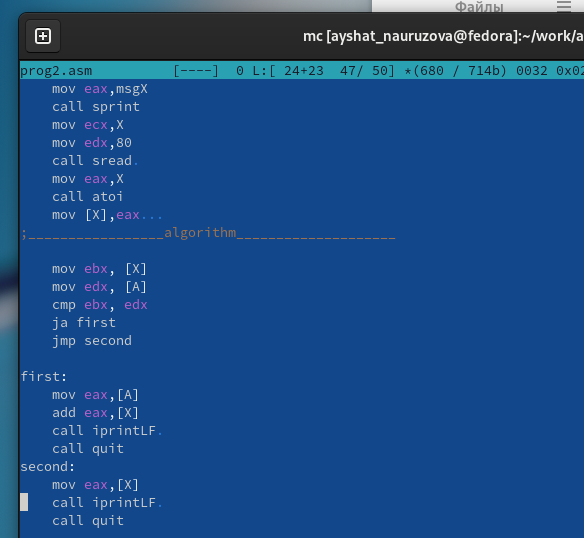 Файлы
mc [ayshat_nauruzova@fedora]:~/work/a
prog2.asm [----] 0 L:[ 24+23 47/ 50] *(680 / 714b) 0032 0x02
mov eax,msgX
call sprint
mov ecx,X
mov edx,80
call sread.
mov eax,X
call atoi
mov [X],eax...
;_________________algorithm____________________
mov ebx, [X]
mov edx, [A]
cmp ebx, edx
ja first
jmp second
first:
mov eax,[A]
add eax,[X]
call iprintLF.
call quit
second:
mov eax,[X]
call iprintLF.
call quit